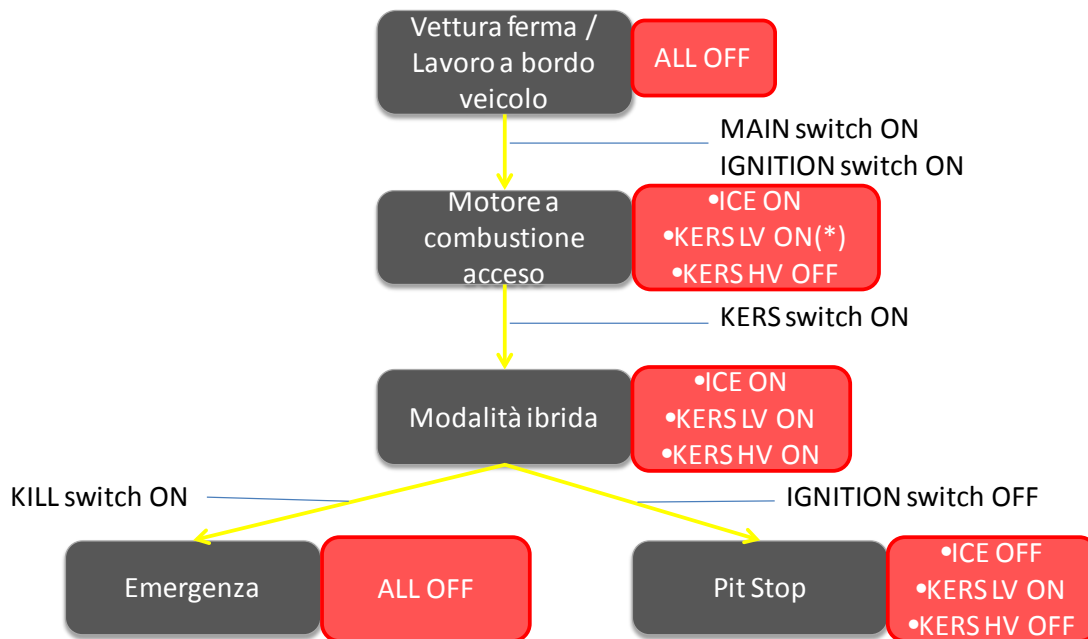 Vettura ferma /
Lavoro a bordo
veicolo
ALL OFF
MAIN switch ON
IGNITION switch ON
Motore a
combustione
acceso
•ICE ON
•KERS LV ON(*)
•KERS HV OFF
KERS switch ON
Modalità ibrida
•ICE ON
•KERS LV ON
•KERS HV ON
KILL switch ON
IGNITION switch OFF
Emergenza
ALL OFF
Pit Stop
•ICE OFF
•KERS LV ON
•KERS HV OFF